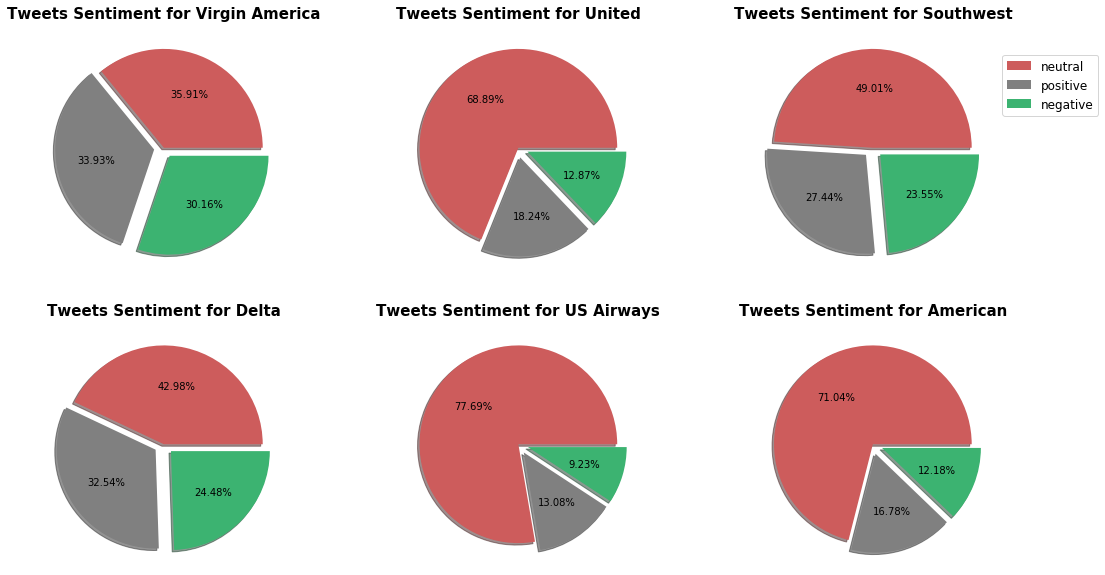 Tweets Sentiment for Virgin America
Tweets Sentiment for United
Tweets Sentiment for Southwest
neutral
positive
negative
35.91%
33.93%
30.16%
68.89%
18.24%
12.87%
49.01%
27.44%
23.55%
Tweets Sentiment for Delta
Tweets Sentiment for US Airways
Tweets Sentiment for American
42.98%
32.54%
24.48%
77.69%
13.08%
9.23%
71.04%
16.78%
12.18%